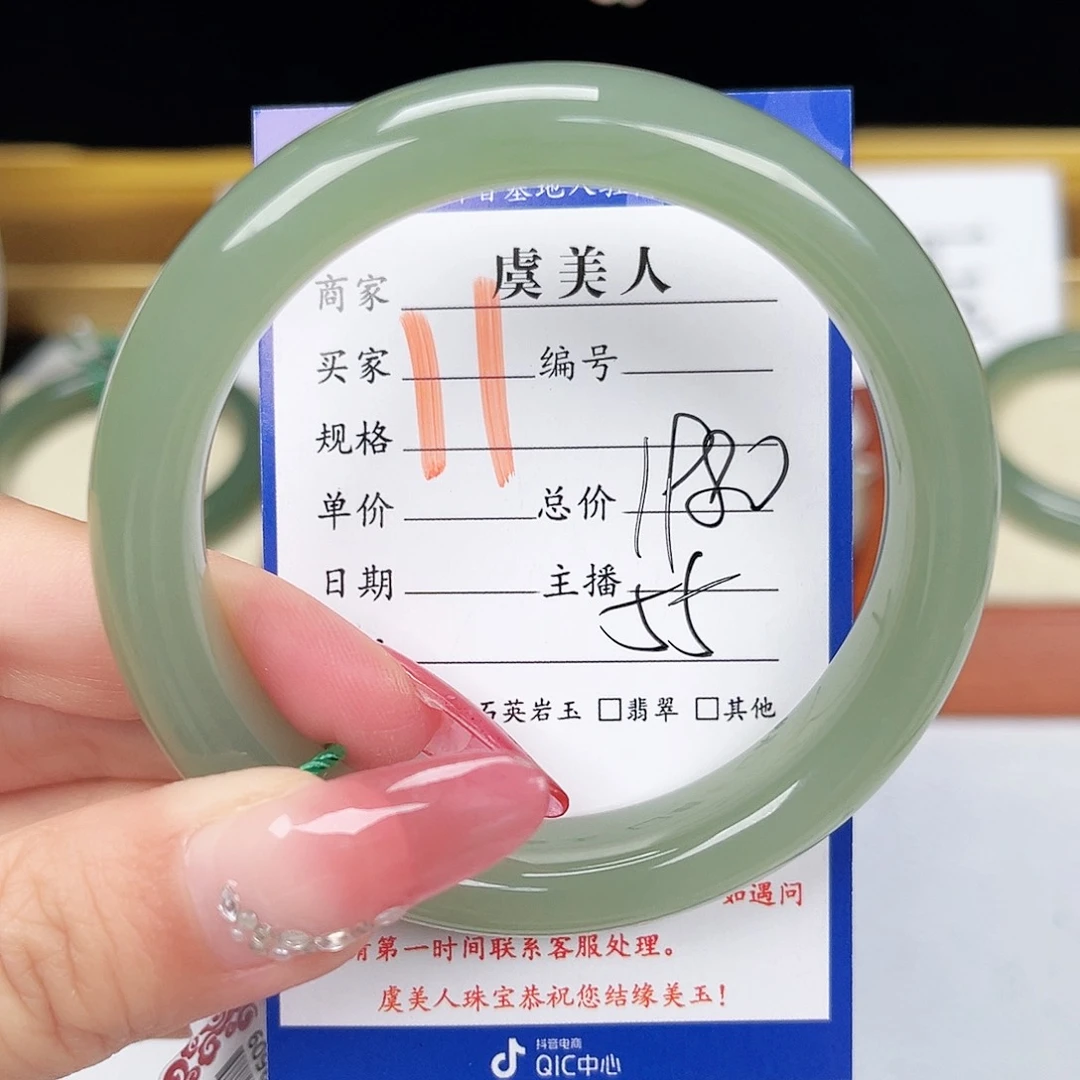 虞美人
商家
买家 编号
规格
单价 总价
日期 主播
石英岩玉 □翡翠 □其他
如遇问
请第一时间联系客服处理。
虞美人珠宝恭祝您结缘美玉！
抖音电商
QIC中心